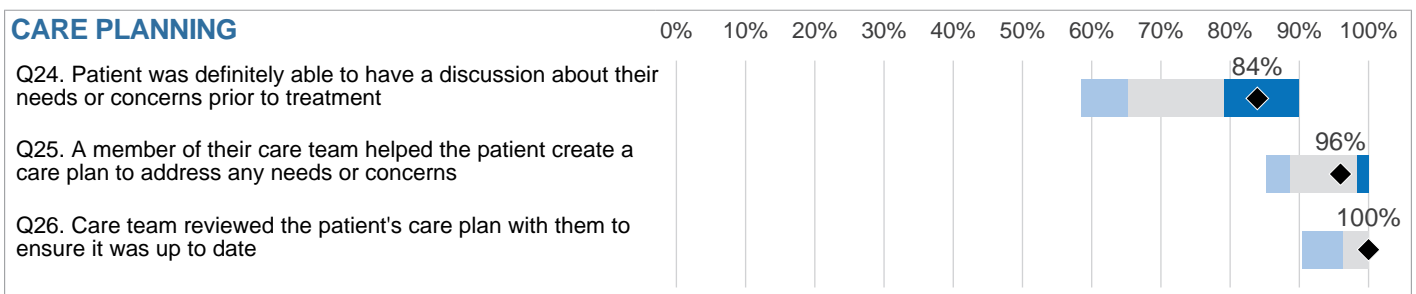 CARE PLANNING
0% 10% 20% 30% 40% 50% 60% 70% 80% 90% 100%
Q24. Patient was definitely able to have a discussion about their
needs or concerns prior to treatment
84%
Q25. A member of their care team helped the patient create a
care plan to address any needs or concerns
96%
Q26. Care team reviewed the patient's care plan with them to
ensure it was up to date
100%